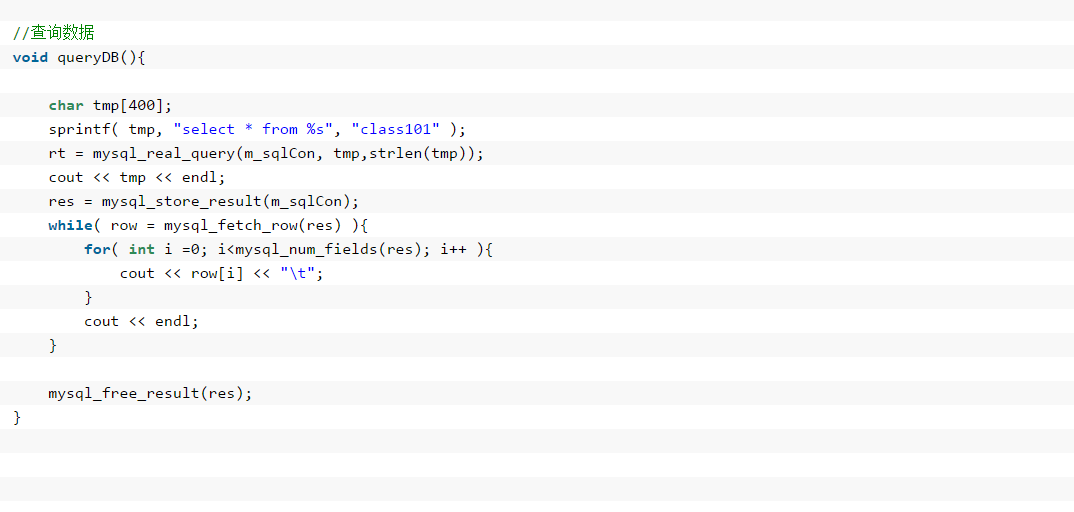 //查询数据
void queryDB(){
    char tmp[400];
    sprintf( tmp, "select * from %s", "class101" );
    rt = mysql_real_query(m_sqlCon, tmp,strlen(tmp));
    cout << tmp << endl;
    res = mysql_store_result(m_sqlCon);
    while( row = mysql_fetch_row(res) ){
        for( int i =0; i<mysql_num_fields(res); i++ ){
            cout << row[i] << "\t";
        }
        cout << endl;
    }
    mysql_free_result(res);
}